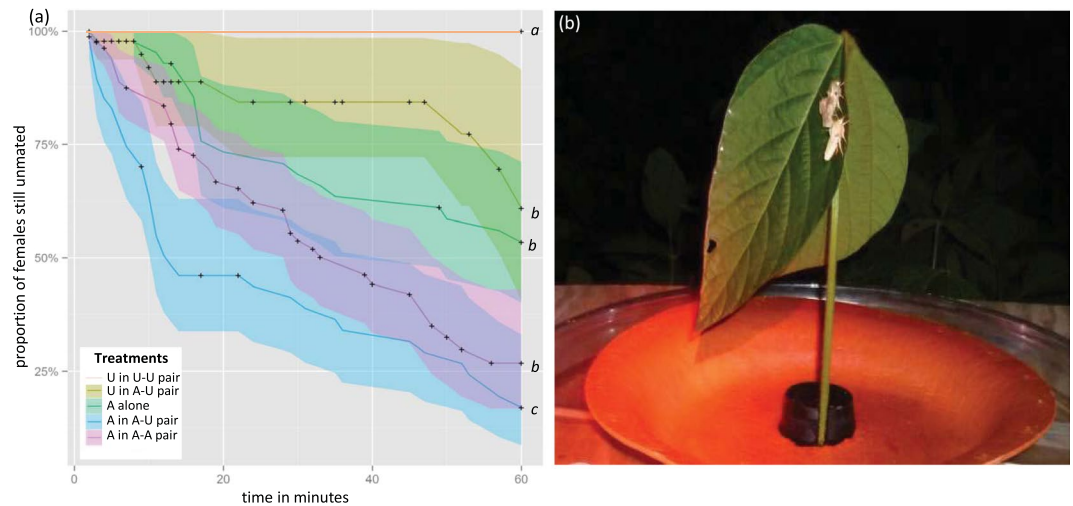 (a)
100%
75%
50%
25%
proportion of females still unmated
a
b
b
b
c
Treatments
U in U-U pair
U in A-U pair
A alone
A in A-U pair
A in A-A pair
0
20
40
60
time in minutes
(b)